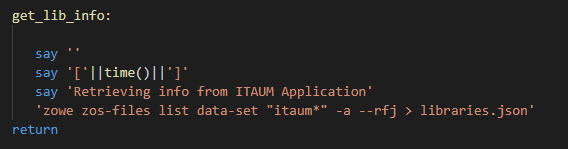 get_lib_info:
say ''
say '['||time()||']'
say 'Retrieving info from ITAUM Application'
'zowe zos-files list data-set "itaum*" -a --rfj > libraries.json'
return